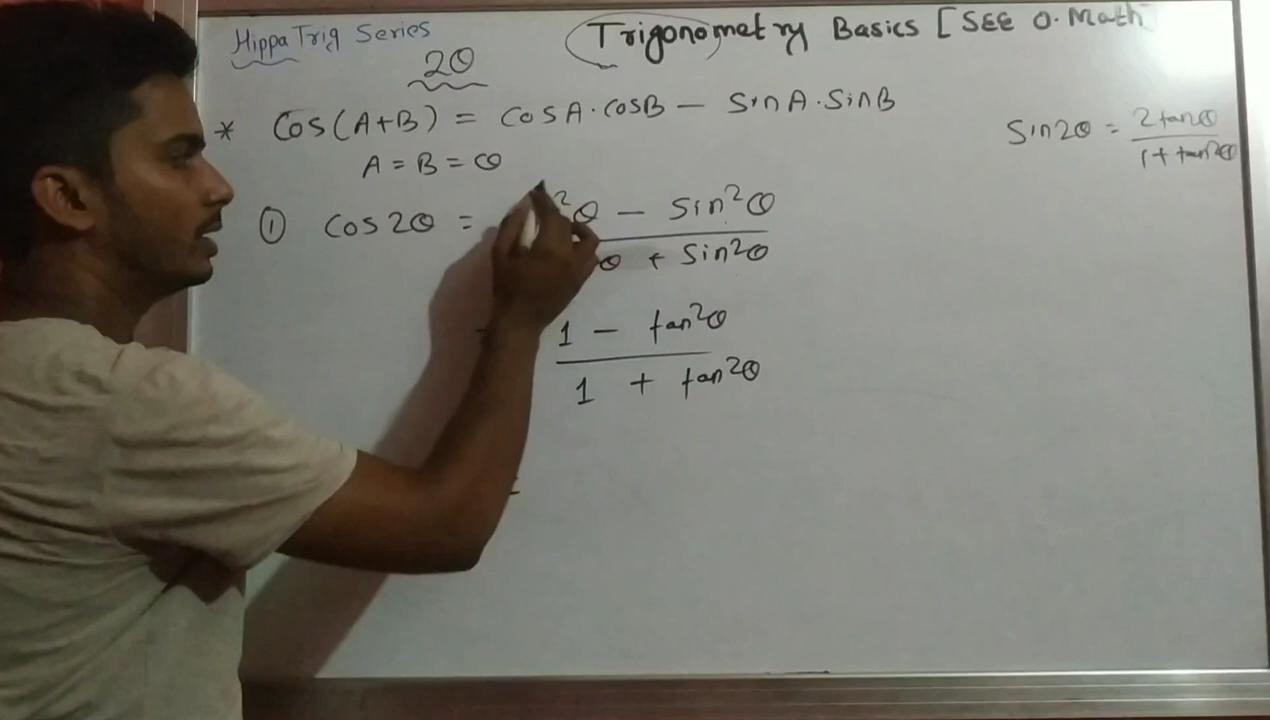 Hippa Trig Series
Trigonometry Basics [SEE O. Math
2θ
* Cos(A+B) = cosA.cosB − SinA.SinB
A = B = θ
Sin2θ = 2tanθ / 1 + tan²θ
① Cos2θ = ²θ − Sin²θ
θ + Sin²θ
1 − tan²θ
1 + tan²θ
=